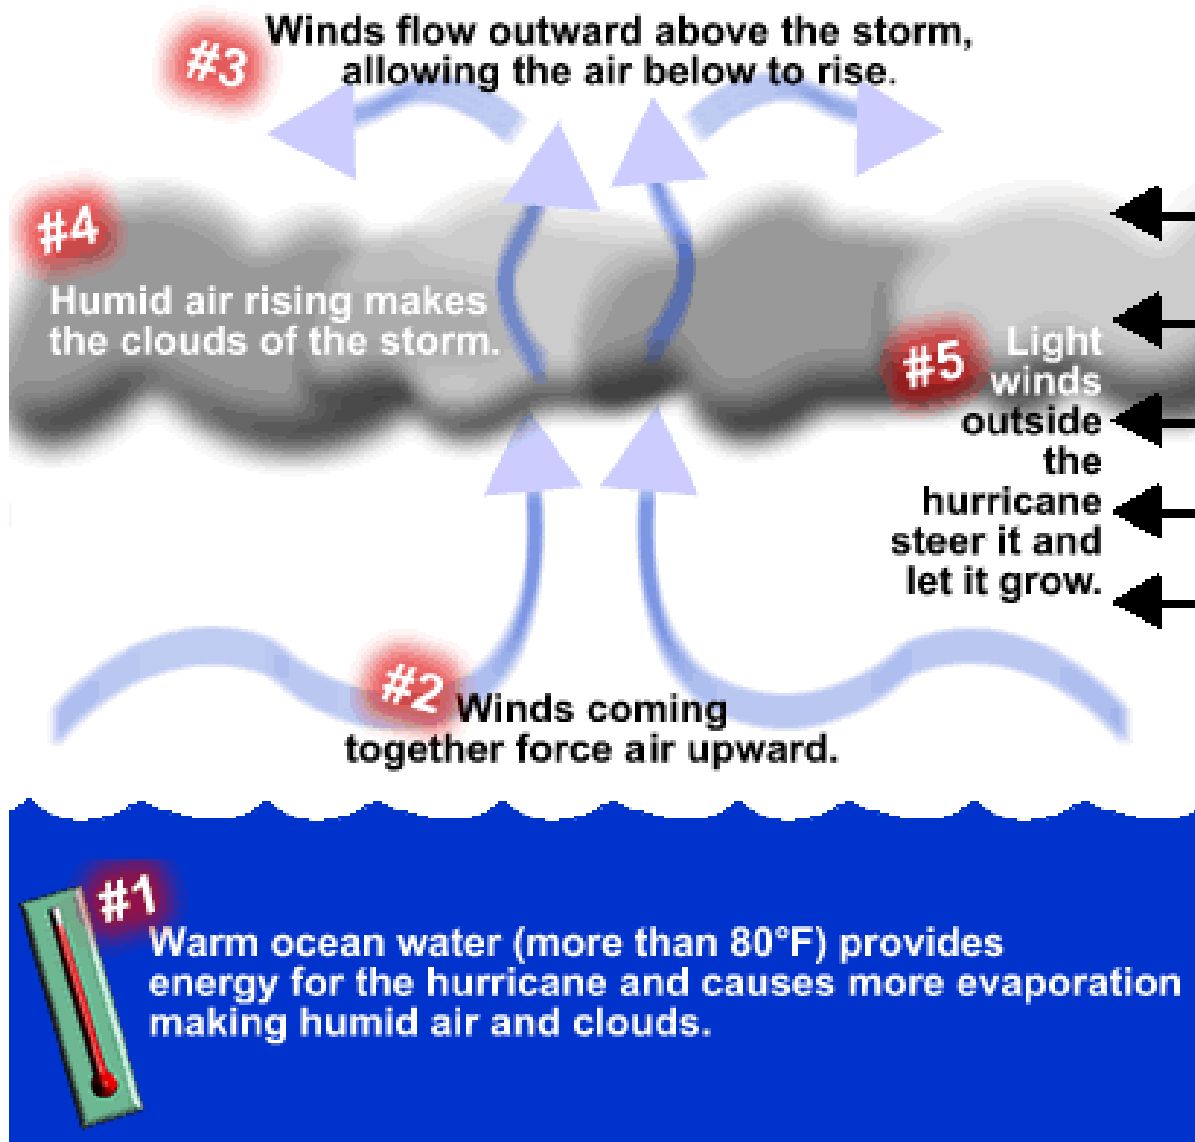 #3
Winds flow outward above the storm,
allowing the air below to rise.
#4
Humid air rising makes
the clouds of the storm.
#5
Light
winds
outside
the
hurricane
steer it and
let it grow.
#2
Winds coming
together force air upward.
#1
Warm ocean water (more than 80°F) provides
energy for the hurricane and causes more evaporation
making humid air and clouds.